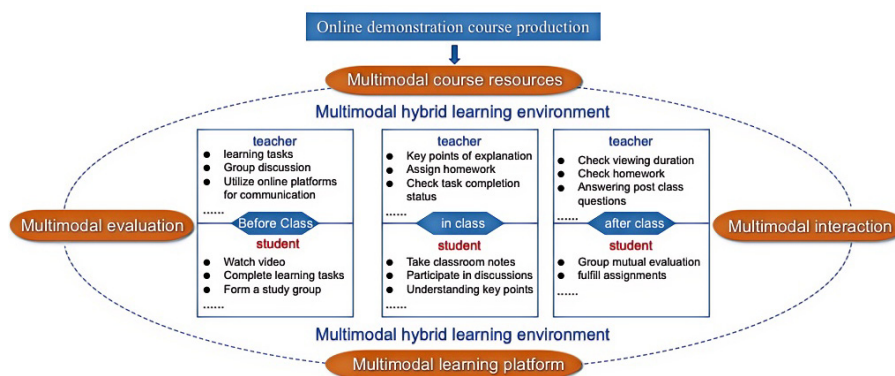 Online demonstration course production
Multimodal course resources
Multimodal hybrid learning environment
teacher
● learning tasks
● Group discussion
● Utilize online platforms
for communication
......
Before Class
student
● Watch video
● Complete learning tasks
● Form a study group
......
teacher
● Key points of explanation
● Assign homework
● Check task completion
status
......
in class
student
● Take classroom notes
● Participate in discussions
● Understanding key points
......
teacher
● Check viewing duration
● Check homework
● Answering post class
questions
......
after class
student
● Group mutual evaluation
● fulfill assignments
......
Multimodal evaluation
Multimodal interaction
Multimodal hybrid learning environment
Multimodal learning platform